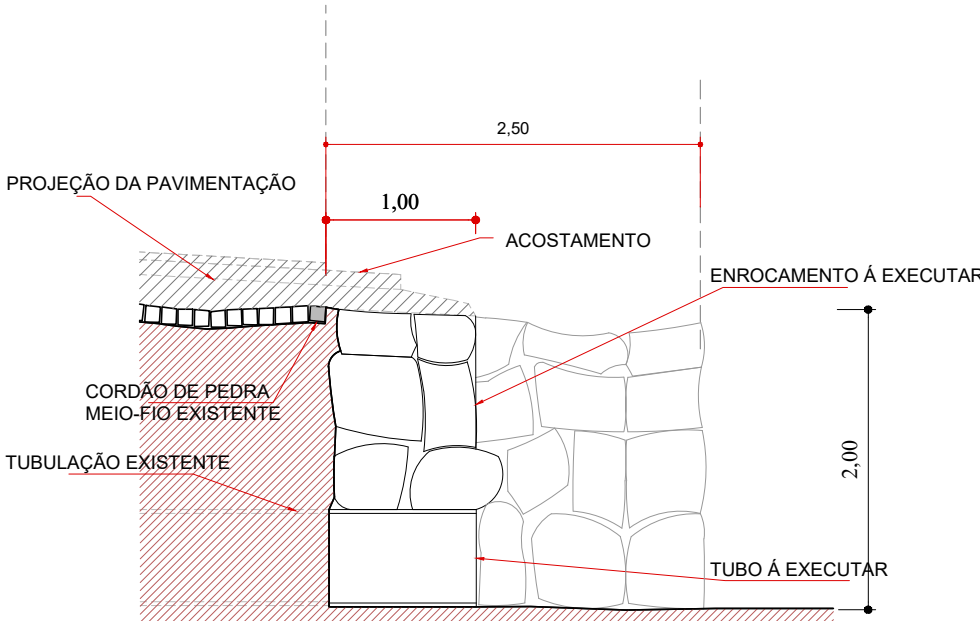 2,50
PROJEÇÃO DA PAVIMENTAÇÃO
1,00
ACOSTAMENTO
ENROCAMENTO Á EXECUTAR
CORDÃO DE PEDRA
MEIO-FIO EXISTENTE
TUBULAÇÃO EXISTENTE
2,00
TUBO Á EXECUTAR